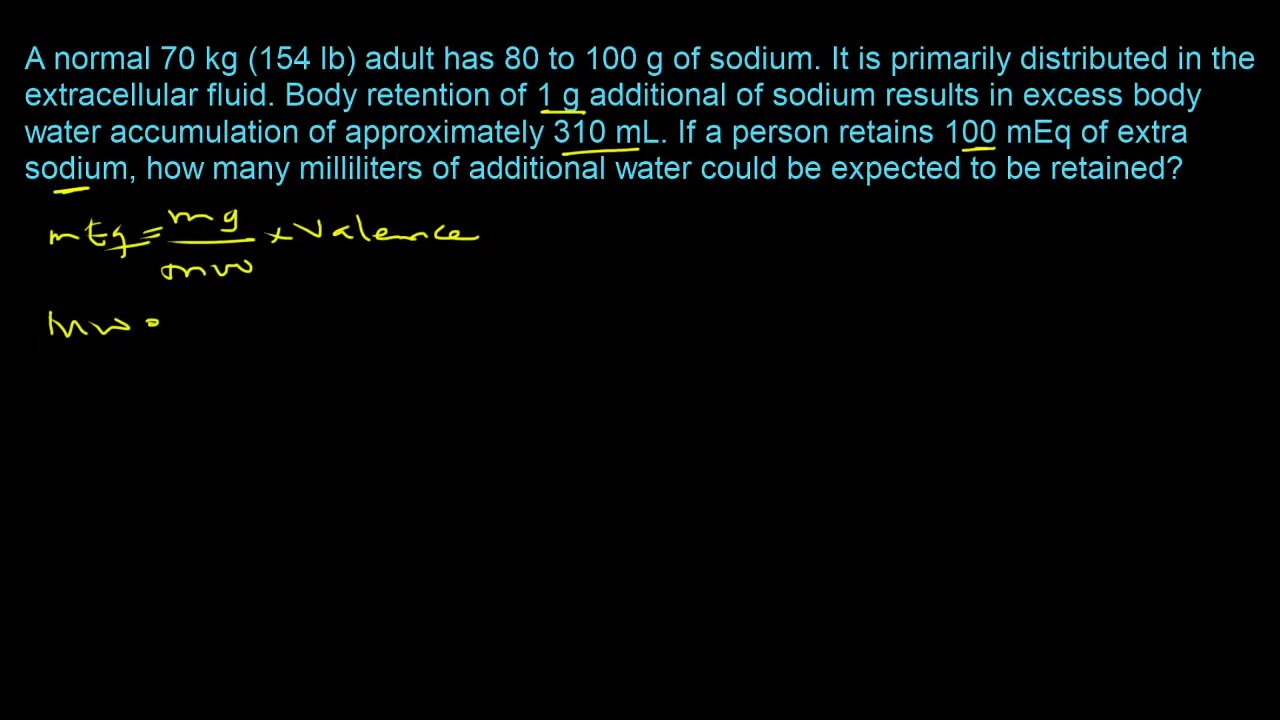 A normal 70 kg (154 lb) adult has 80 to 100 g of sodium. It is primarily distributed in the
extracellular fluid. Body retention of 1 g additional of sodium results in excess body
water accumulation of approximately 310 mL. If a person retains 100 mEq of extra
sodium, how many milliliters of additional water could be expected to be retained?
mEq = mg / mw x Valence
Mw =